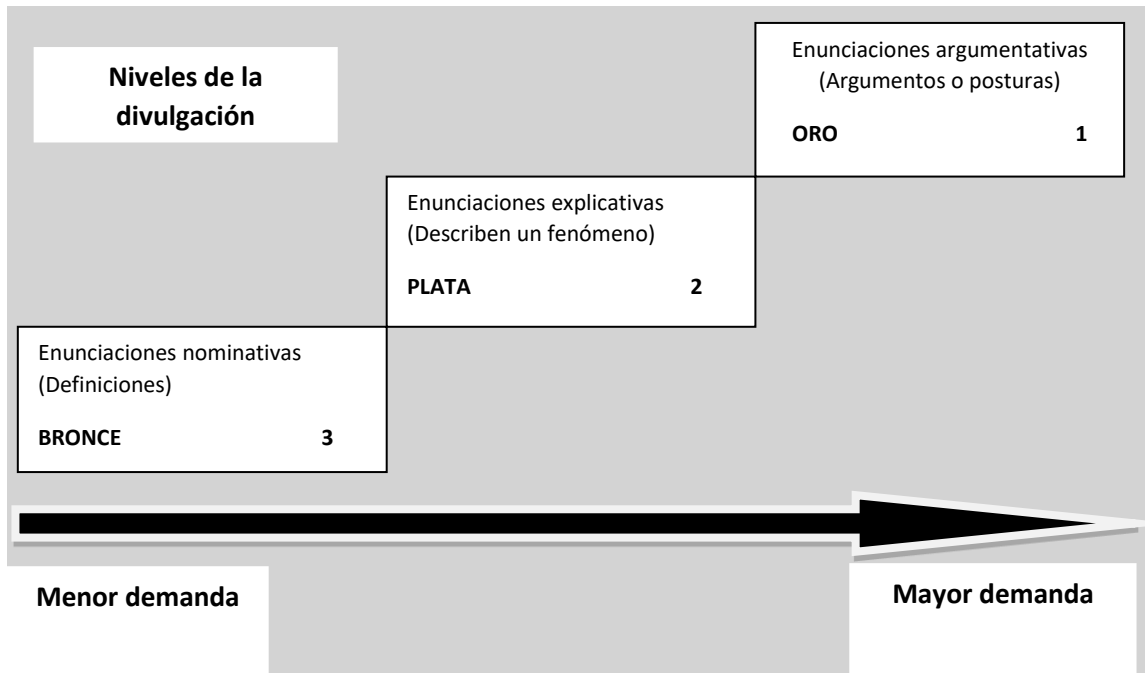 Niveles de la
divulgación
Enunciaciones argumentativas
(Argumentos o posturas)
ORO 1
Enunciaciones explicativas
(Describen un fenómeno)
PLATA 2
Enunciaciones nominativas
(Definiciones)
BRONCE 3
Menor demanda
Mayor demanda